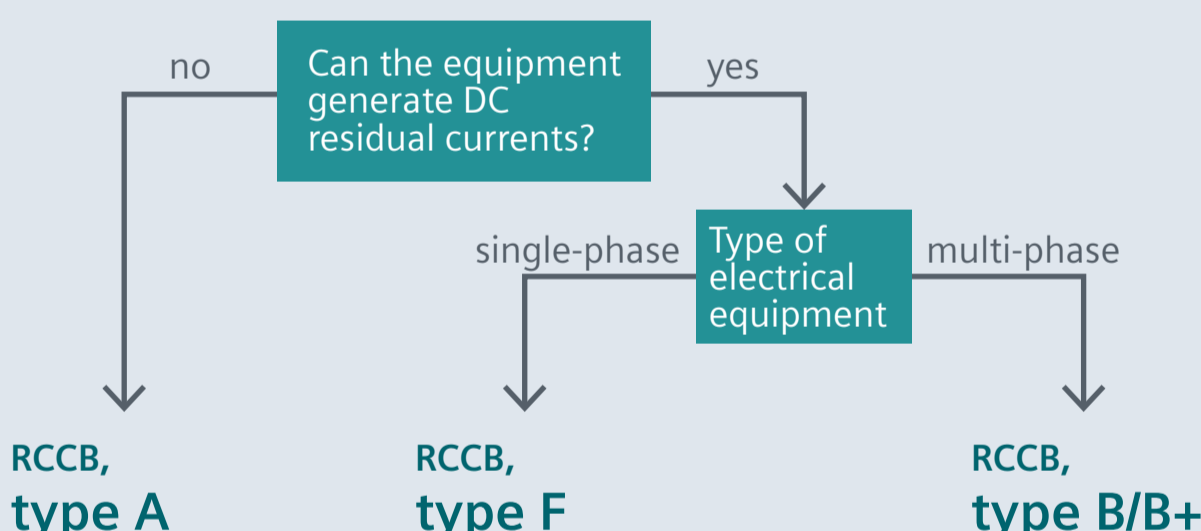 no
Can the equipment
generate DC
residual currents?
yes
single-phase
Type of
electrical
equipment
multi-phase
RCCB,
type A
RCCB,
type F
RCCB,
type B/B+